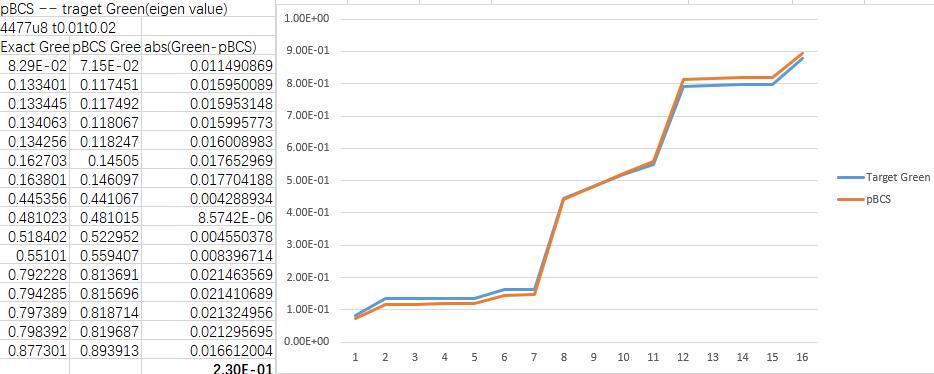 pBCS -- traget Green(eigen value)
4477u8 t0.01t0.02
Exact Gree pBCS Gree abs(Green-pBCS)
8.29E-02 7.15E-02 0.011490869
0.133401 0.117451 0.015950089
0.133445 0.117492 0.015953148
0.134063 0.118067 0.015995773
0.134256 0.118247 0.016008983
0.162703 0.14505 0.017652969
0.163801 0.146097 0.017704188
0.445356 0.441067 0.004288934
0.481023 0.481015 8.5742E-06
0.518402 0.522952 0.004550378
0.55101 0.559407 0.008396714
0.792228 0.813691 0.021463569
0.794285 0.815696 0.021410689
0.797389 0.818714 0.021324956
0.798392 0.819687 0.021295695
0.877301 0.893913 0.016612004
2.30E-01
1.00E+00
9.00E-01
8.00E-01
7.00E-01
6.00E-01
5.00E-01
4.00E-01
3.00E-01
2.00E-01
1.00E-01
0.00E+00
1 2 3 4 5 6 7 8 9 10 11 12 13 14 15 16
Target Green
pBCS